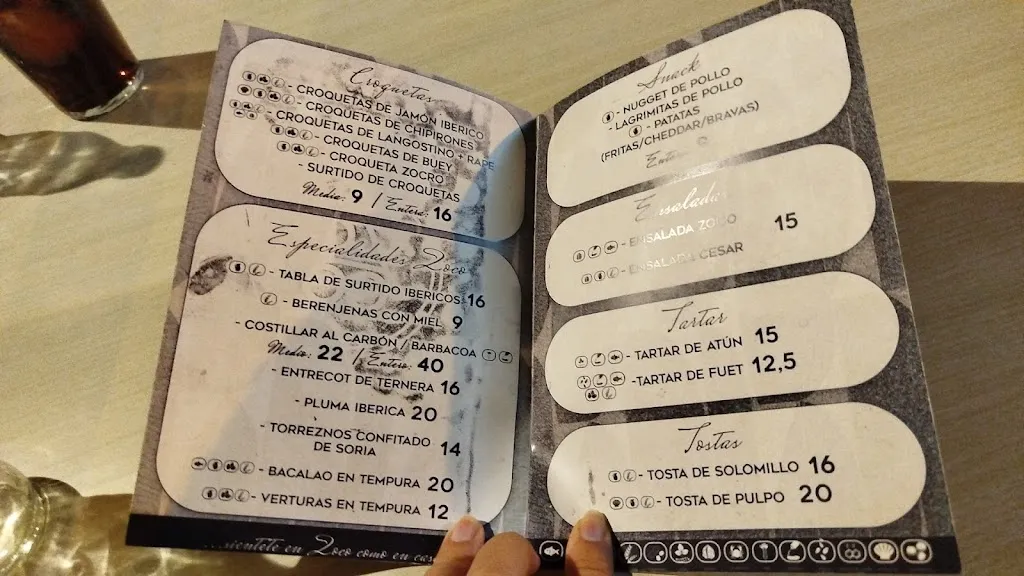 Croquetas
- CROQUETAS DE JAMÓN IBERICO
- CROQUETAS DE CHIPIRONES
CROQUETAS DE LANGOSTINO Y RAPE
- CROQUETAS DE BUEY
- CROQUETA ZOCRO
- SURTIDO DE CROQUETAS
Media: 9 / Entera: 16
Especialidades Zoco
- TABLA DE SURTIDO IBERICOS 16
- BERENJENAS CON MIEL 9
- COSTILLAR AL CARBÓN / BARBACOA
Media: 22 / Entera: 40
- ENTRECOT DE TERNERA 16
- PLUMA IBERICA 20
- TORREZNOS CONFITADO
DE SORIA 14
- BACALAO EN TEMPURA 20
- VERTURAS EN TEMPURA 12
en Zoco como en
Snack
- NUGGET DE POLLO
- LAGRIMITAS DE POLLO
- PATATAS
(FRITAS/CHEDDAR/BRAVAS)
Ensaladas
- ENSALADA ZOCO 15
- ENSALADA CESAR
Tartar
- TARTAR DE ATÚN 15
- TARTAR DE FUET 12,5
Tostas
- TOSTA DE SOLOMILLO 16
- TOSTA DE PULPO 20